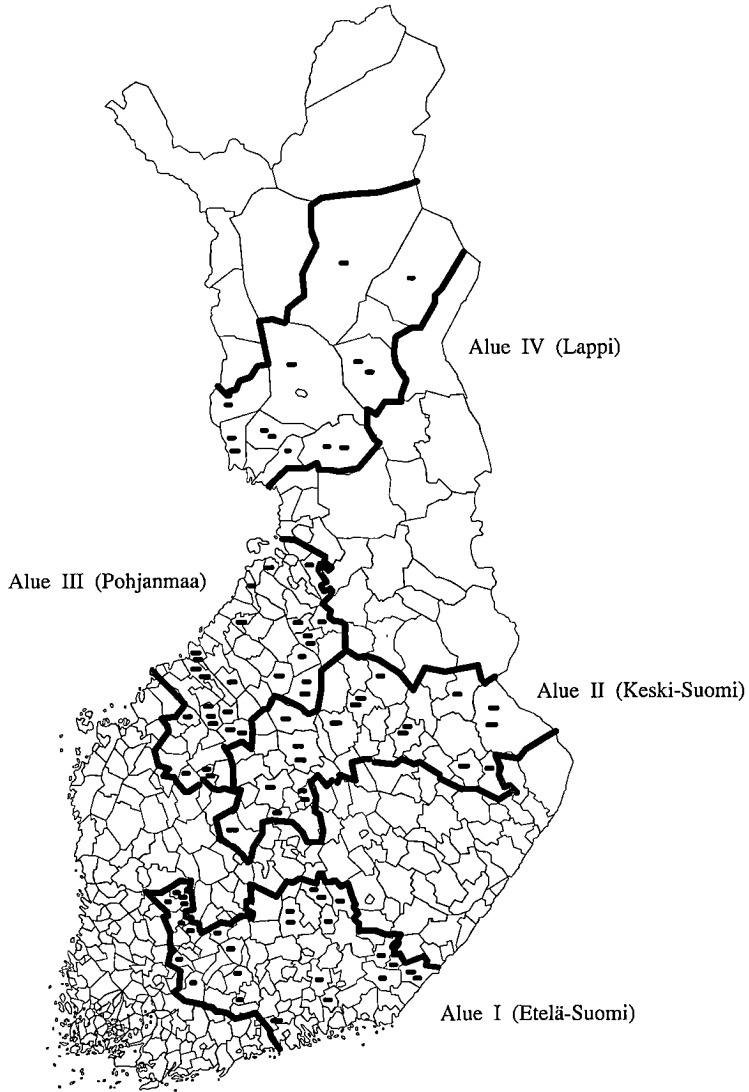 Alue IV (Lappi)
Alue III (Pohjanmaa)
Alue II (Keski-Suomi)
Alue I (Etelä-Suomi)